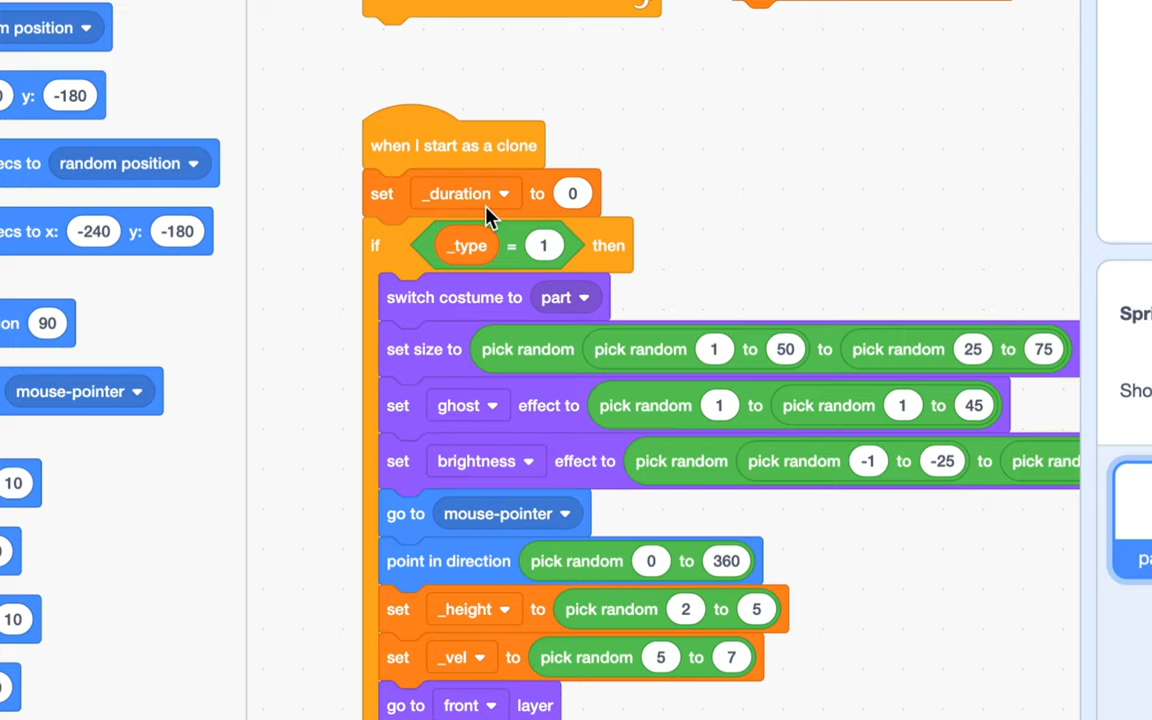 m position
y: -180
ecs to random position
ecs to x: -240 y: -180
ion 90
mouse-pointer
10
10
when I start as a clone
set _duration to 0
if _type = 1 then
switch costume to part
set size to pick random pick random 1 to 50 to pick random 25 to 75
set ghost effect to pick random 1 to pick random 1 to 45
set brightness effect to pick random pick random -1 to -25 to pick rand
go to mouse-pointer
point in direction pick random 0 to 360
set _height to pick random 2 to 5
set _vel to pick random 5 to 7
go to front layer
Spri
Sho
pa